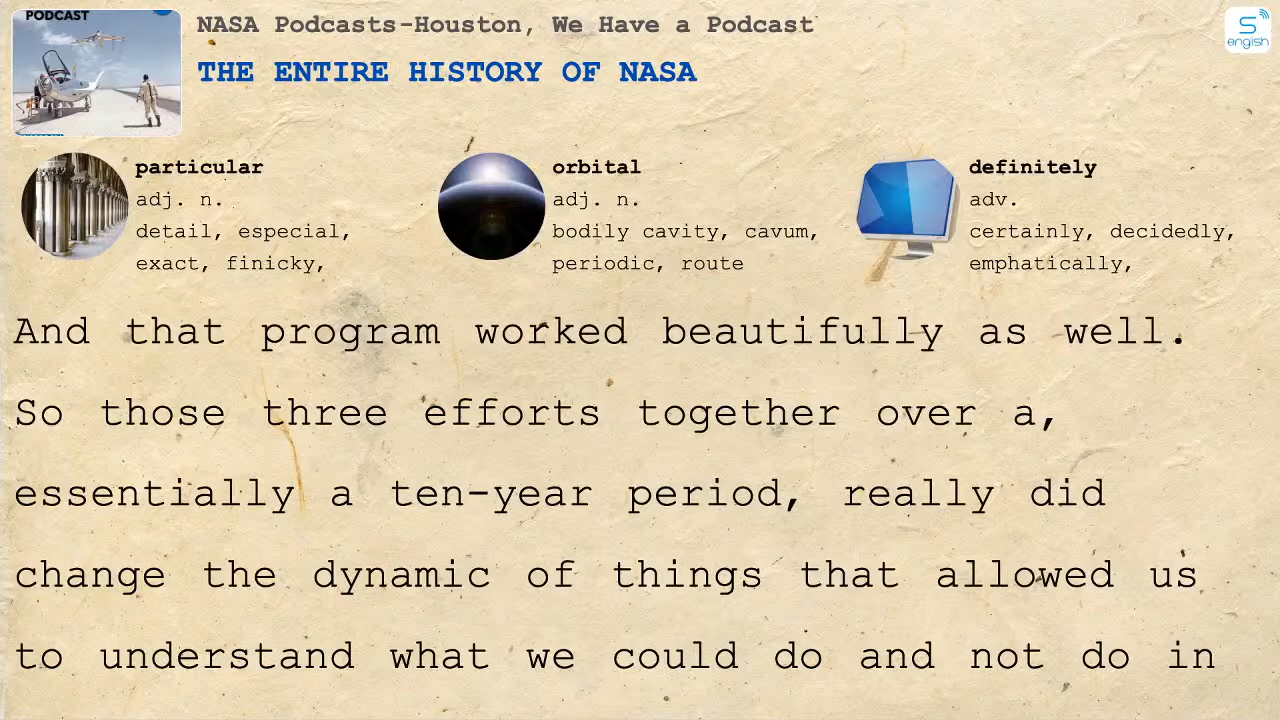 PODCAST
NASA Podcasts-Houston, We Have a Podcast
THE ENTIRE HISTORY OF NASA
S
english
particular
adj. n.
detail, especial,
exact, finicky,
orbital
adj. n.
bodily cavity, cavum,
periodic, route
definitely
adv.
certainly, decidedly,
emphatically,
And that program worked beautifully as well.
So those three efforts together over a,
essentially a ten-year period, really did
change the dynamic of things that allowed us
to understand what we could do and not do in